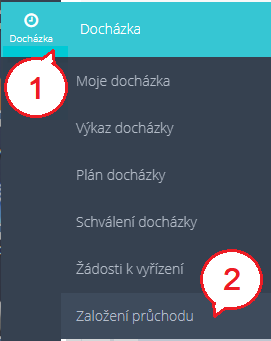 Docházka
Docházka
1
Moje docházka
Výkaz docházky
Plán docházky
Schválení docházky
Žádosti k vyřízení
2
Založení průchodu